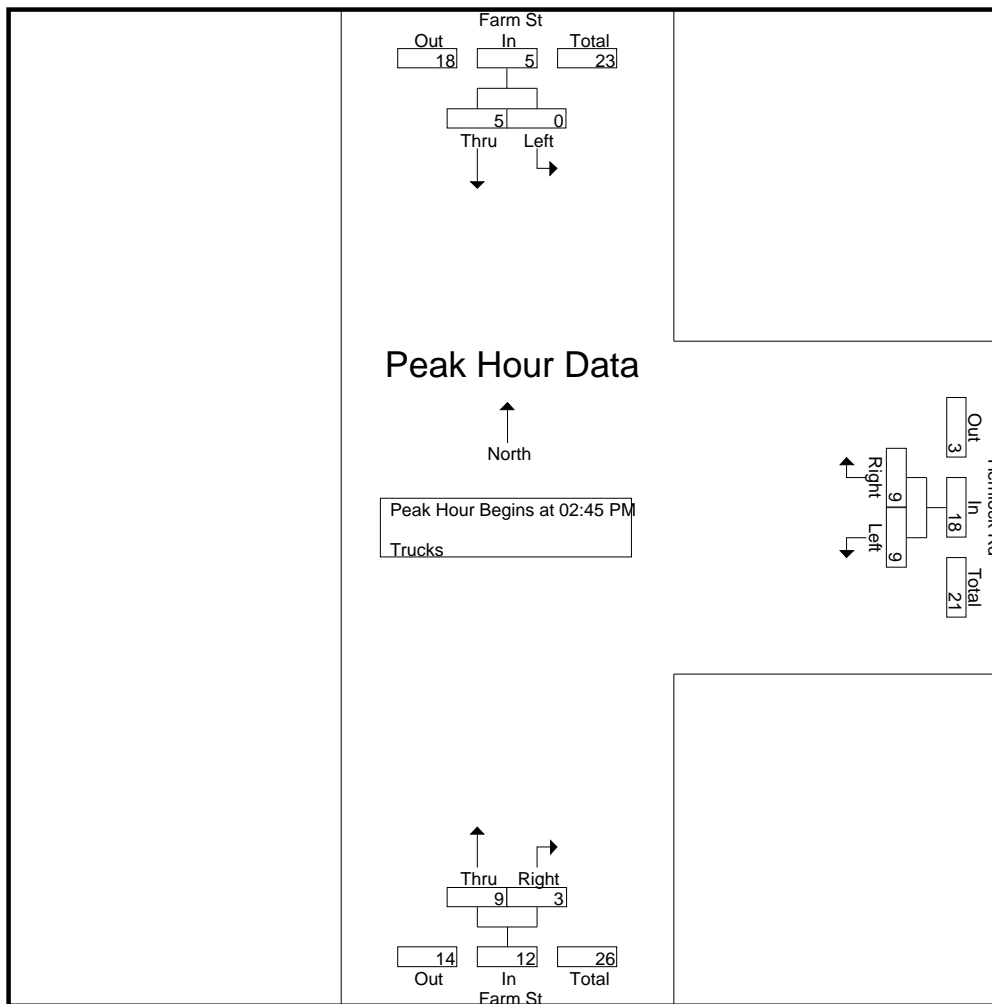 Farm St
Out In Total
18 5 23
5 0
Thru Left
Peak Hour Data
North
Peak Hour Begins at 02:45 PM
Trucks
Out In Total
3 18 21
9 9
Right Left
Thru Right
9 3
14 12 26
Out In Total
Farm St